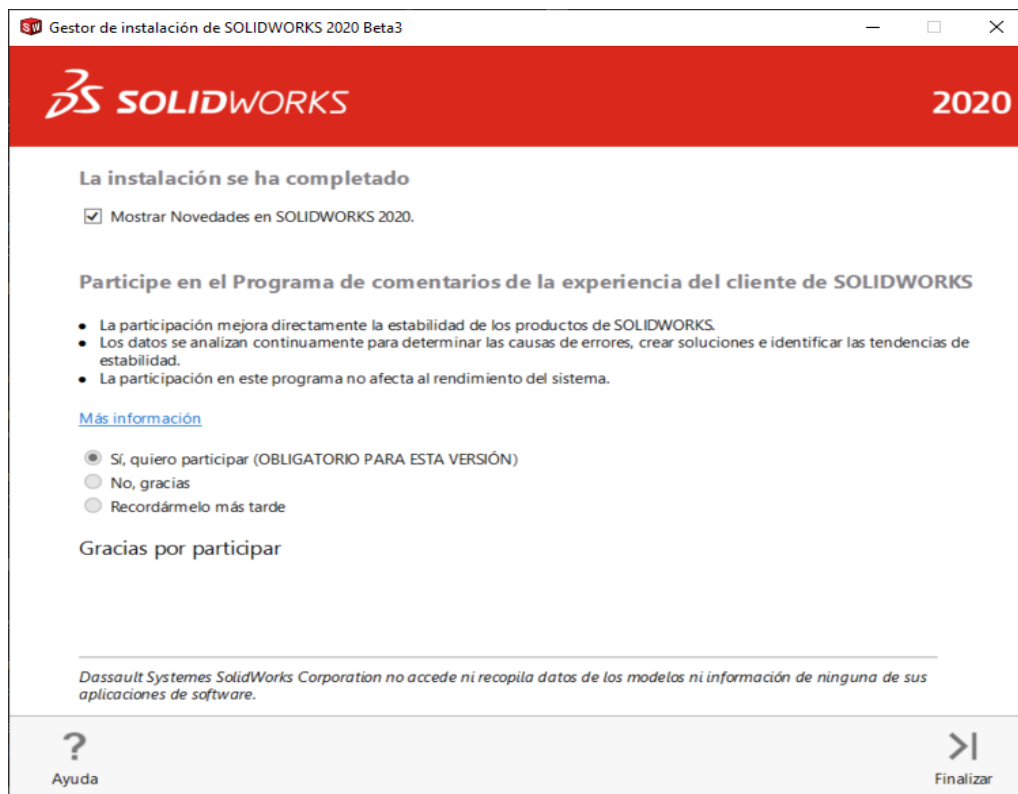 Gestor de instalación de SOLIDWORKS 2020 Beta3
SOLIDWORKS
2020
La instalación se ha completado
Mostrar Novedades en SOLIDWORKS 2020.
Participe en el Programa de comentarios de la experiencia del cliente de SOLIDWORKS
La participación mejora directamente la estabilidad de los productos de SOLIDWORKS.
Los datos se analizan continuamente para determinar las causas de errores, crear soluciones e identificar las tendencias de
estabilidad.
La participación en este programa no afecta al rendimiento del sistema.
Más información
Sí, quiero participar (OBLIGATORIO PARA ESTA VERSIÓN)
No, gracias
Recordármelo más tarde
Gracias por participar
Dassault Systemes SolidWorks Corporation no accede ni recopila datos de los modelos ni información de ninguna de sus
aplicaciones de software.
Ayuda
Finalizar